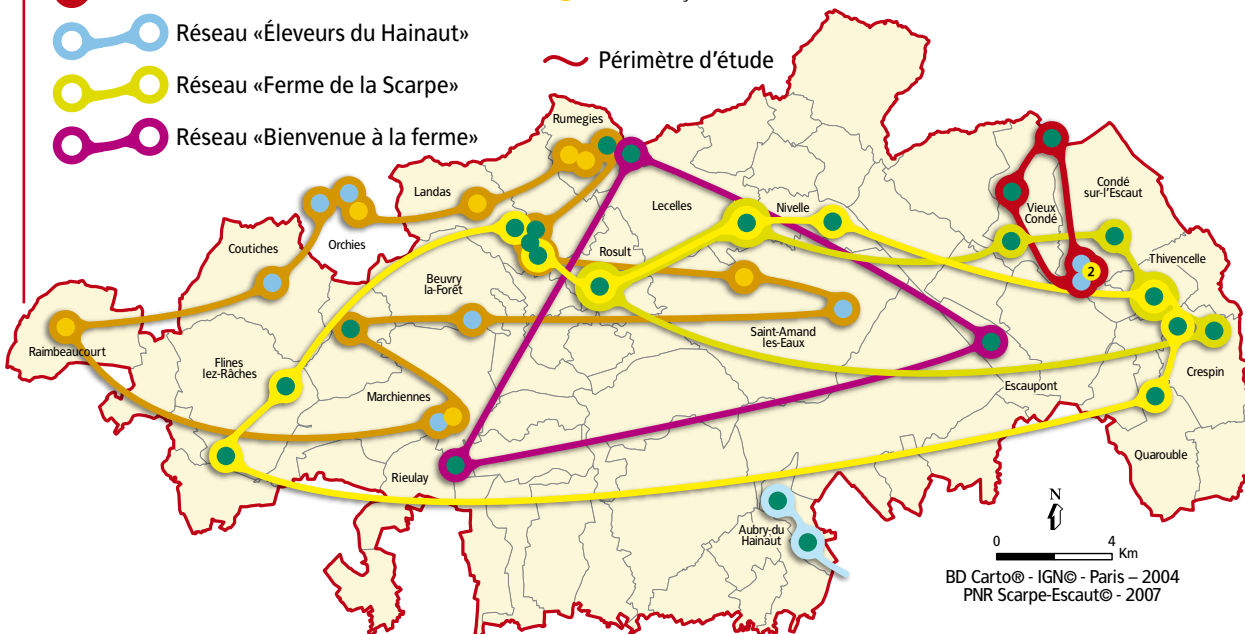 Réseau «Éleveurs du Hainaut»
Périmètre d'étude
Réseau «Ferme de la Scarpe»
Réseau «Bienvenue à la ferme»
Rumegies
Landas
Lecelles
Nivelle
Vieux
Condé
Condé
sur-l'Escaut
Coutiches
Orchies
Rosult
Beuvry
la-Forêt
Thivencelle
2
Raimbeaucourt
Flines
lez-Râches
Saint-Amand
les-Eaux
Marchiennes
Escaupont
Crespin
Rieulay
Quarouble
Aubry-du
Hainaut
N
0 4
Km
BD Carto® - IGN© - Paris – 2004
PNR Scarpe-Escaut© - 2007